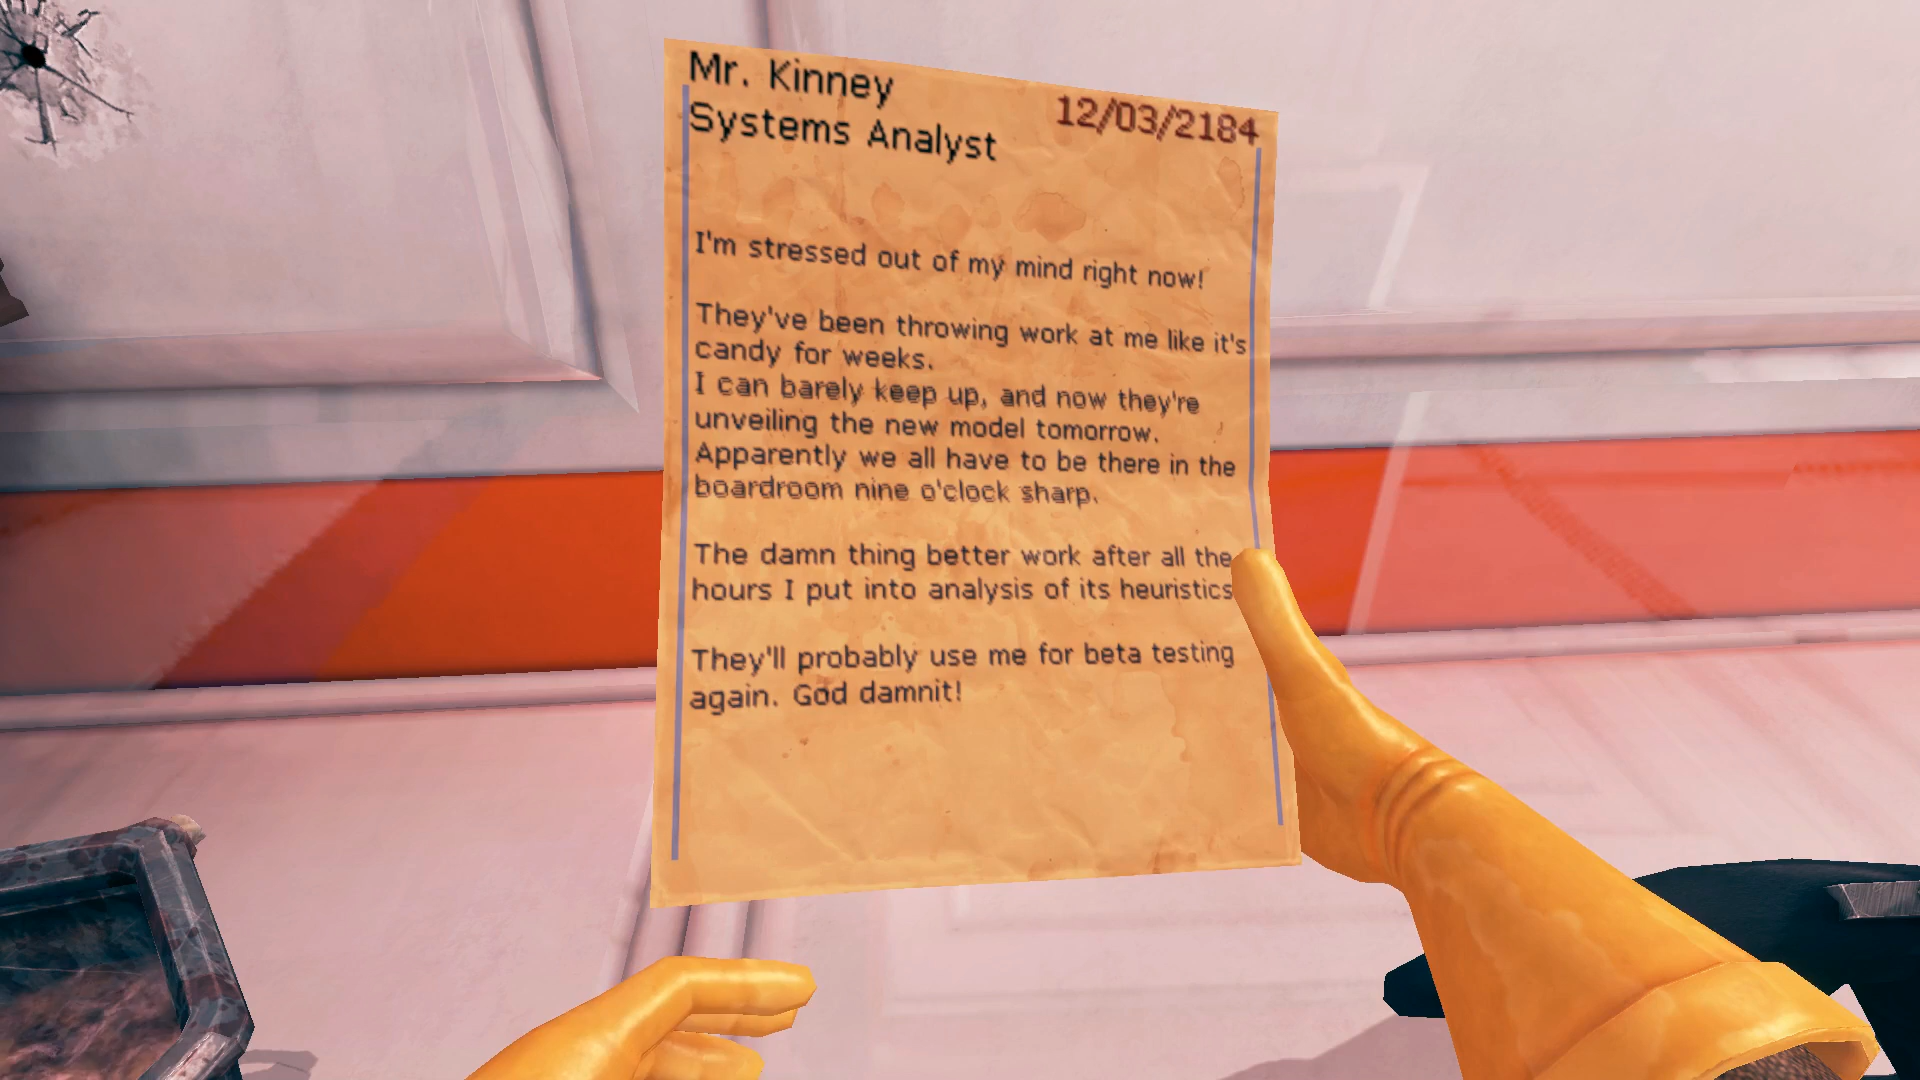 Mr. Kinney
12/03/2184
Systems Analyst
I'm stressed out of my mind right now!
They've been throwing work at me like it's
candy for weeks.
I can barely keep up, and now they're
unveiling the new model tomorrow.
Apparently we all have to be there in the
boardroom nine o'clock sharp.
The damn thing better work after all the
hours I put into analysis of its heuristics
They'll probably use me for beta testing
again. God damnit!